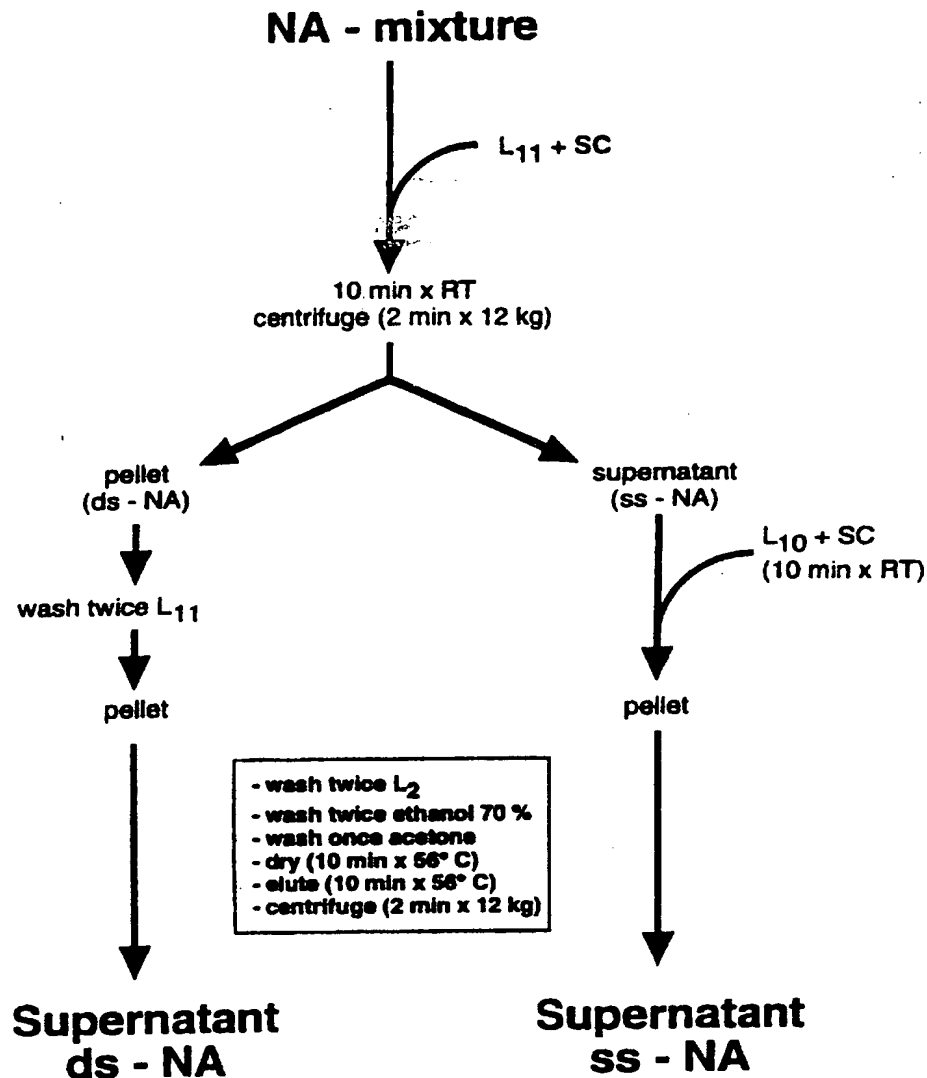 NA - mixture
L11 + SC
10 min x RT
centrifuge (2 min x 12 kg)
pellet
(ds - NA)
supernatant
(ss - NA)
L10 + SC
(10 min x RT)
wash twice L11
pellet
pellet
- wash twice L2
- wash twice ethanol 70 %
- wash once acetone
- dry (10 min x 56° C)
- elute (10 min x 56° C)
- centrifuge (2 min x 12 kg)
Supernatant
ds - NA
Supernatant
ss - NA